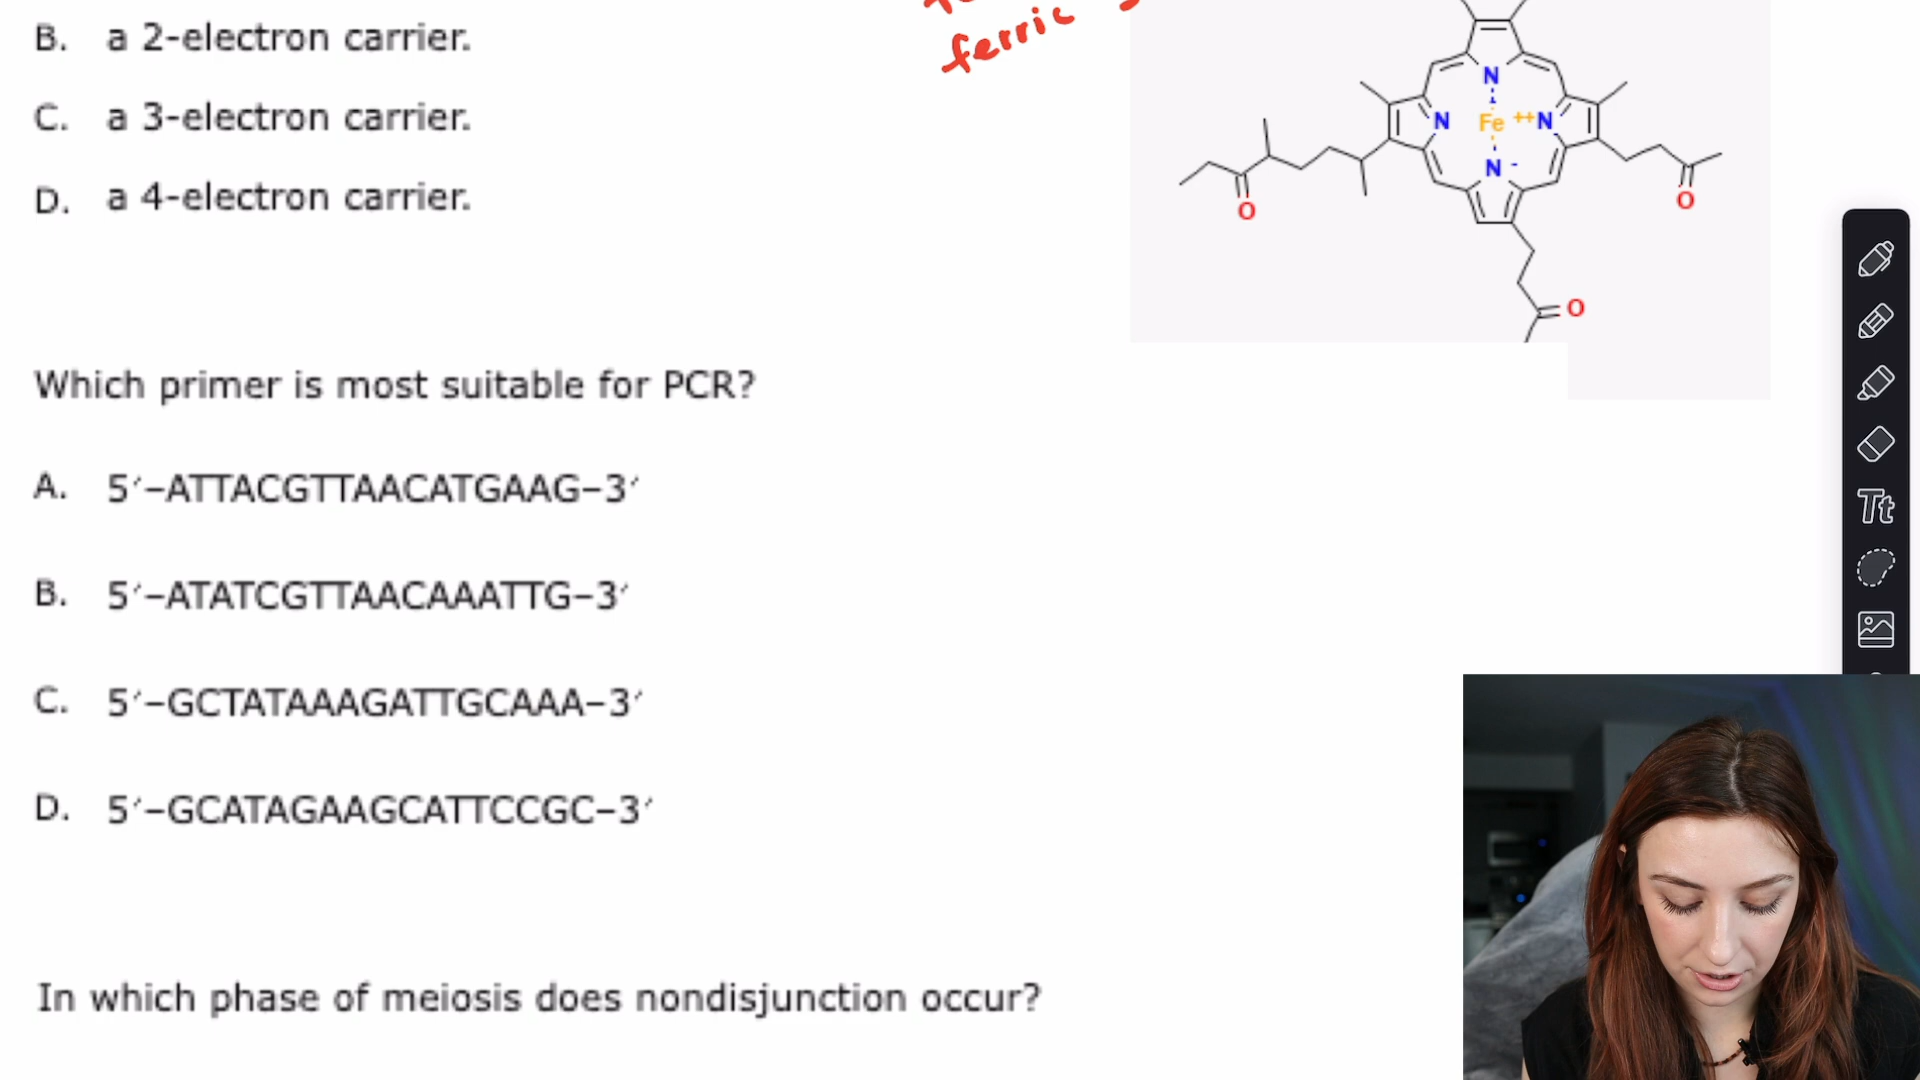 B. a 2-electron carrier.
ferric
C. a 3-electron carrier.
D. a 4-electron carrier.
N
N Fe ++ N
N -
O
O
O
Which primer is most suitable for PCR?
A. 5′–ATTACGTTAACATGAAG–3′
B. 5′–ATATCGTTAACAAATTG–3′
C. 5′–GCTATAAAGATTGCAAA–3′
D. 5′–GCATAGAAGCATTCCGC–3′
Tt
In which phase of meiosis does nondisjunction occur?